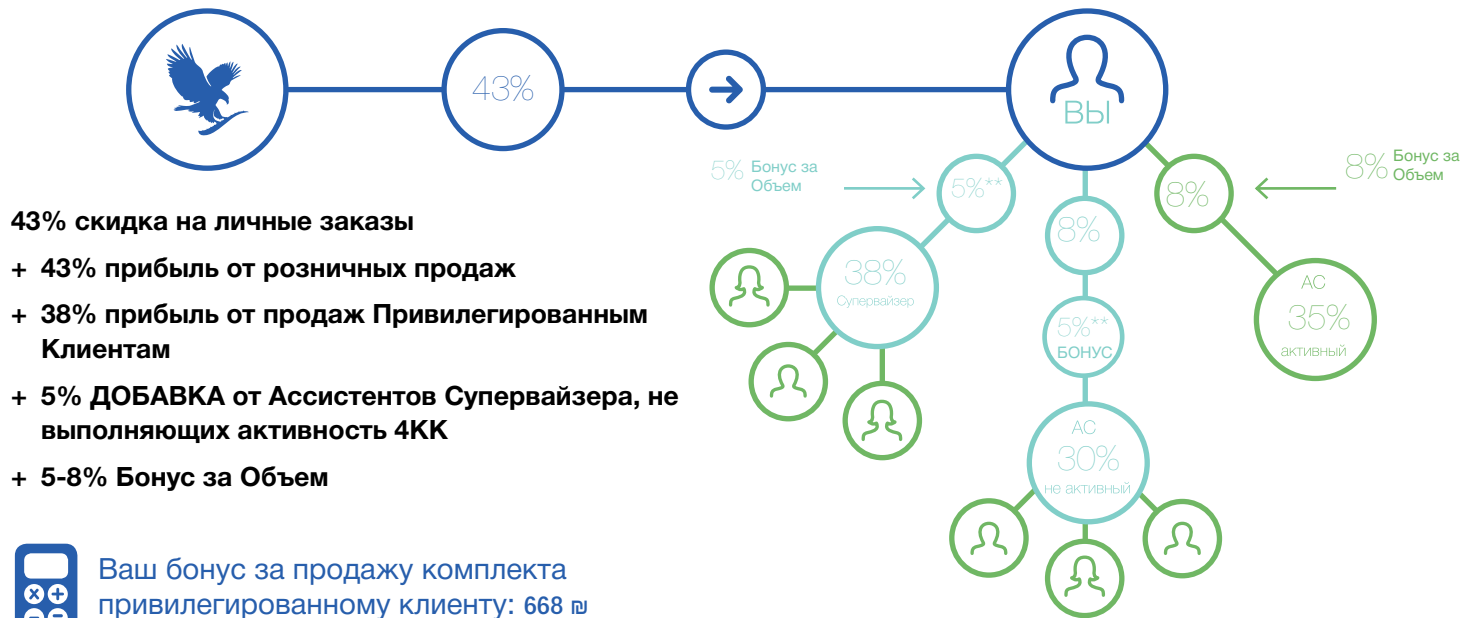 43%
ВЫ
5% Бонус за
Объем
5%**
8%
8%
8% Бонус за
Объем
43% скидка на личные заказы
+ 43% прибыль от розничных продаж
+ 38% прибыль от продаж Привилегированным
Клиентам
+ 5% ДОБАВКА от Ассистентов Супервайзера, не
выполняющих активность 4КК
+ 5-8% Бонус за Объем
38%
Супервайзер
5%**
БОНУС
АС
35%
активный
АС
30%
не активный
Ваш бонус за продажу комплекта
привилегированному клиенту: 668 ₪